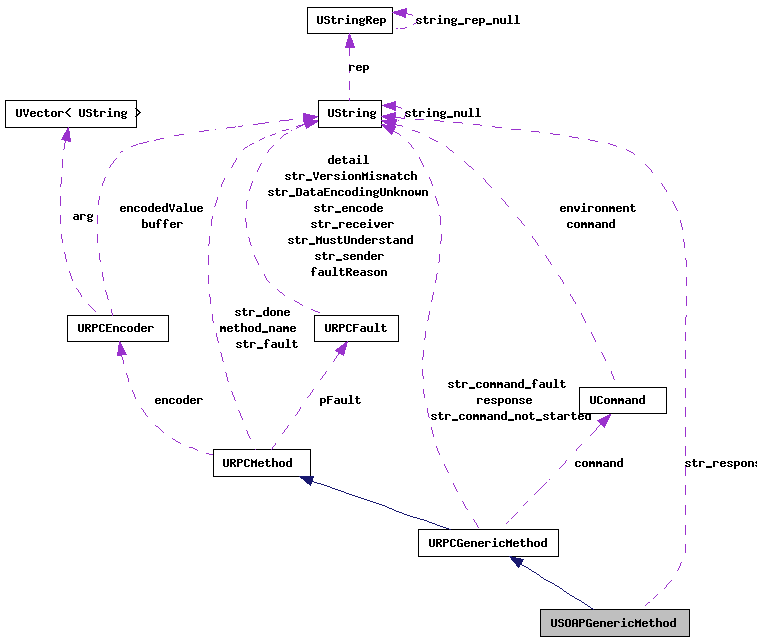 UStringRep
string_rep_null
rep
UVector< UString >
UString
string_null
detail
str_VersionMismatch
str_DataEncodingUnknown
str_encode
str_receiver
str_MustUnderstand
str_sender
faultReason
arg
encodedValue
buffer
environment
command
str_done
method_name
str_fault
URPCEncoder
URPCFault
str_command_fault
response
str_command_not_started
UCommand
encoder
pFault
URPCMethod
command
str_respons
URPCGenericMethod
USOAPGenericMethod